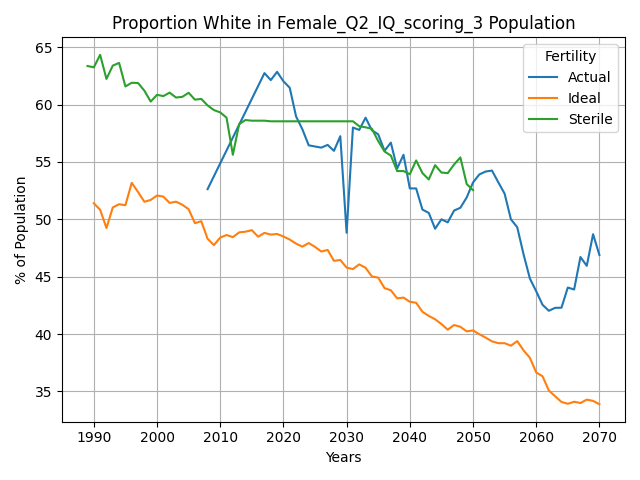 Proportion White in Female_Q2_IQ_scoring_3 Population
% of Population
65
60
55
50
45
40
35
Fertility
Actual
Ideal
Sterile
1990 2000 2010 2020 2030 2040 2050 2060 2070
Years